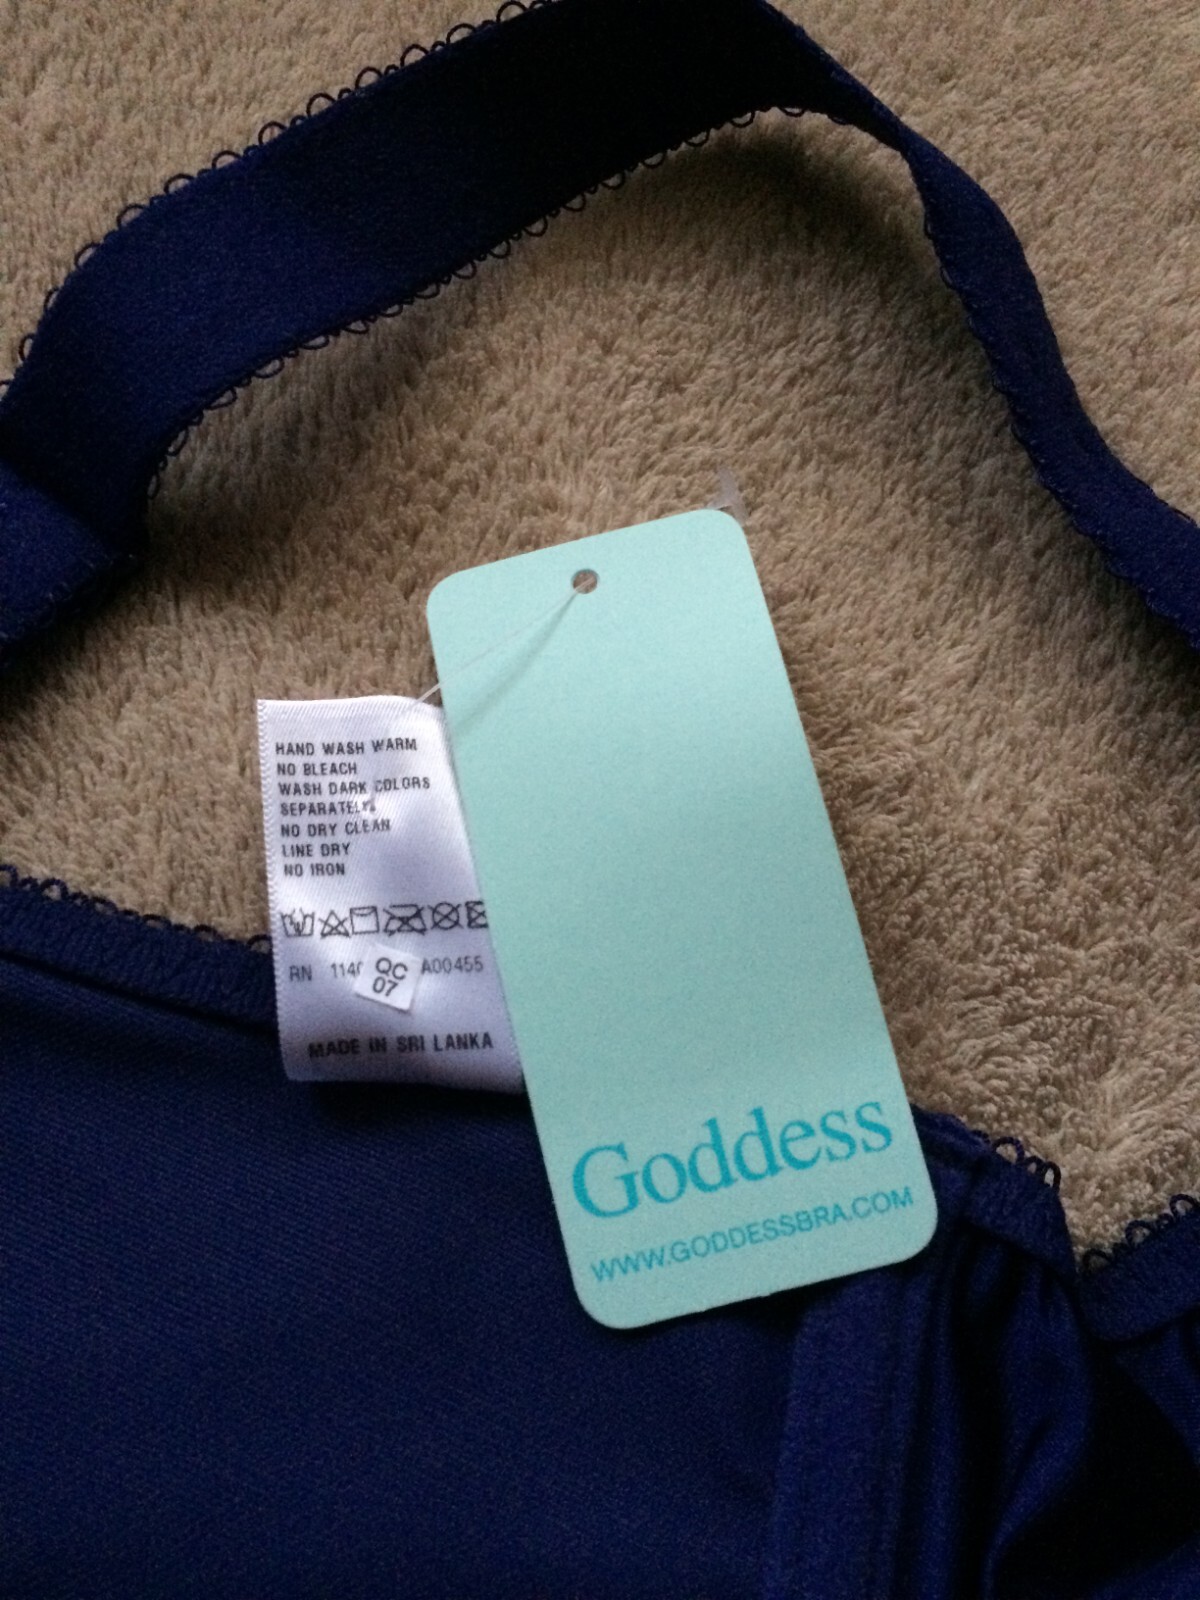 HAND WASH WARM
NO BLEACH
WASH DARK COLORS
SEPARATELY
NO DRY CLEAN
LINE DRY
NO IRON
RN A00455
QC
07
MADE IN SRI LANKA
Goddess
WWW.GODDESSBRA.COM